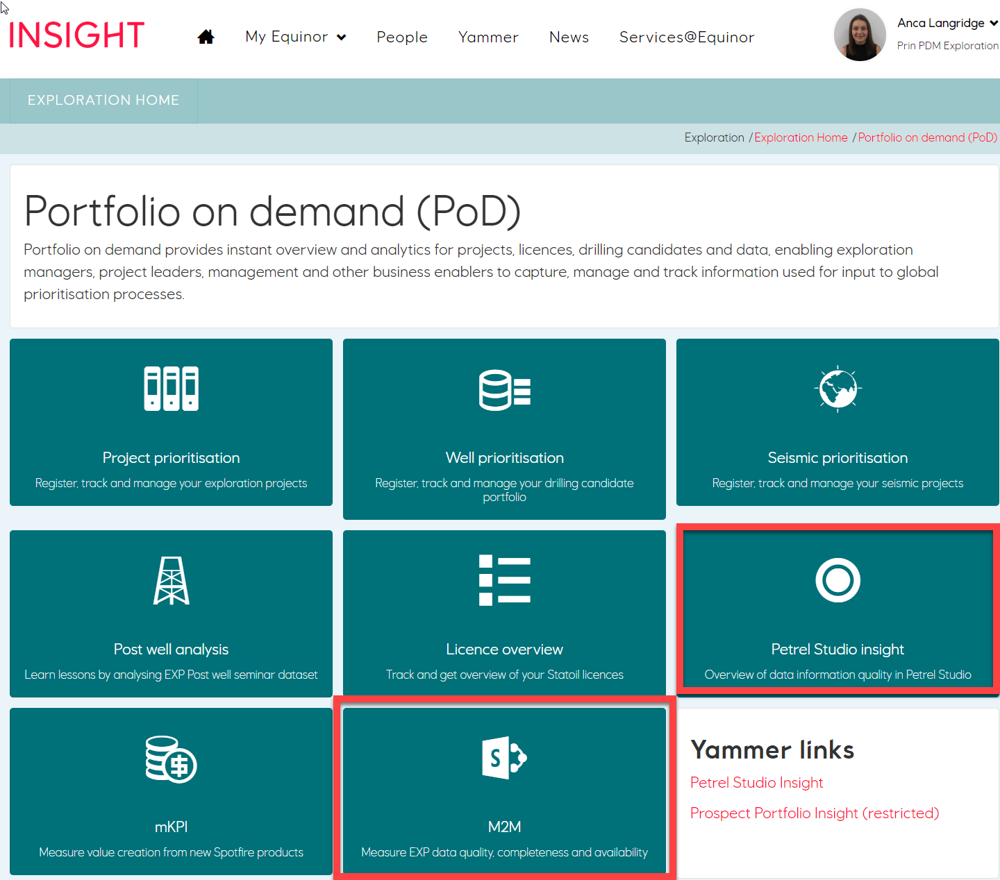 INSIGHT
My Equinor
People
Yammer
News
Services@Equinor
Anca Langridge
Prin PDM Exploration
EXPLORATION HOME
Exploration /Exploration Home /Portfolio on demand (PoD)
Portfolio on demand (PoD)
Portfolio on demand provides instant overview and analytics for projects, licences, drilling candidates and data, enabling exploration
managers, project leaders, management and other business enablers to capture, manage and track information used for input to global
prioritisation processes.
Project prioritisation
Register, track and manage your exploration projects
Well prioritisation
Register, track and manage your drilling candidate
portfolio
Seismic prioritisation
Register, track and manage your seismic projects
Post well analysis
Learn lessons by analysing EXP Post well seminar dataset
Licence overview
Track and get overview of your Statoil licences
Petrel Studio insight
Overview of data information quality in Petrel Studio
mKPI
Measure value creation from new Spotfire products
S
M2M
Measure EXP data quality, completeness and availability
Yammer links
Petrel Studio Insight
Prospect Portfolio Insight (restricted)